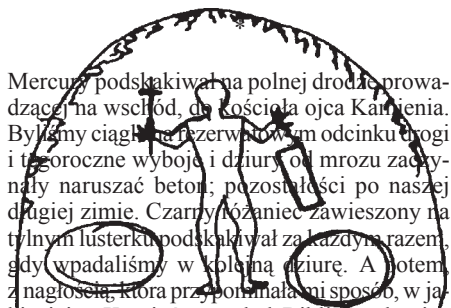 *
Mercury podskakiwał na polnej drodze prowa-
dzącej na wschód, do kościoła ojca Kamienia.
Byliśmy ciągle na rezerwatowym odcinku drogi
i tegoroczne wyboje i dziury od mrozu zaczy-
nały naruszać beton; pozostałości po naszej
długiej zimie. Czarny różaniec zawieszony na
tylnym lusterku podskakiwał za każdym razem,
gdy wpadaliśmy w kolejną dziurę. A potem,
z nagłością, która przypominała mi sposób, w ja-